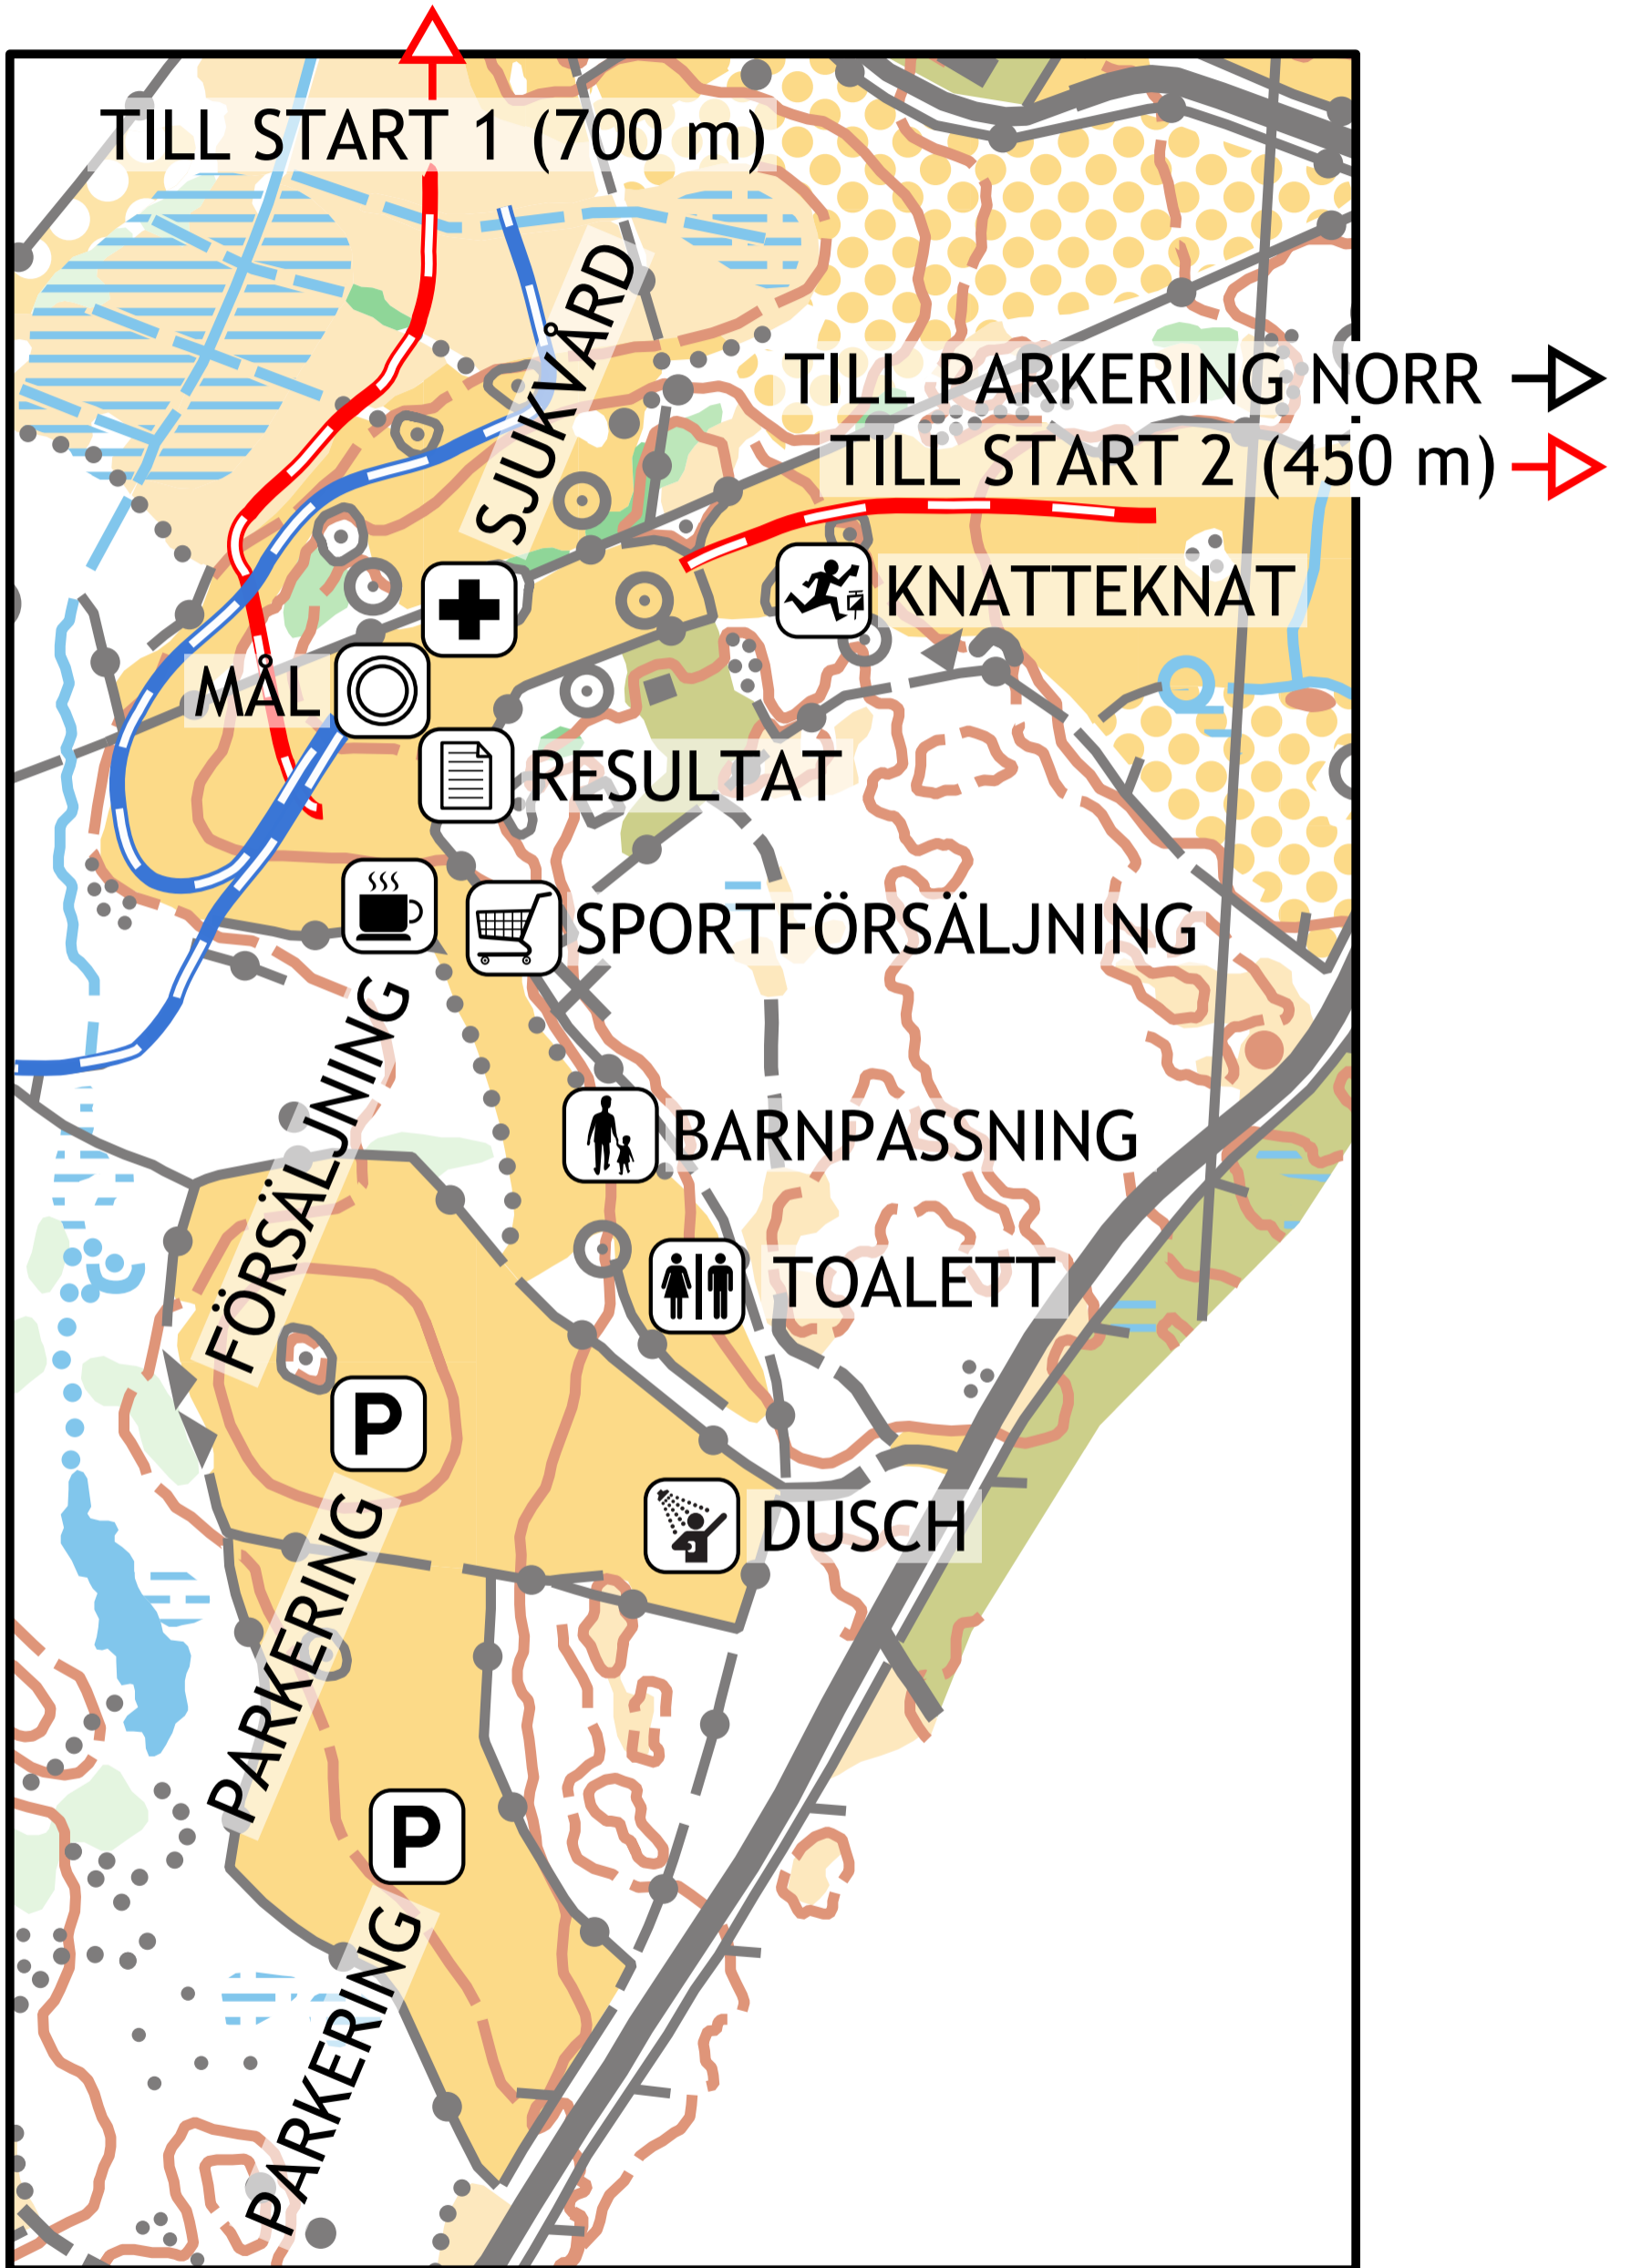 TILL START 1 (700 m)
SJUKVÅRD
TILL PARKERING NORR
TILL START 2 (450 m)
KNATTEKNAT
MÅL
RESULTAT
SPORTFÖRSÄLJNING
FÖRSÄLJNING
BARNPASSNING
TOALETT
P
DUSCH
PARKERING
P
PARKERING